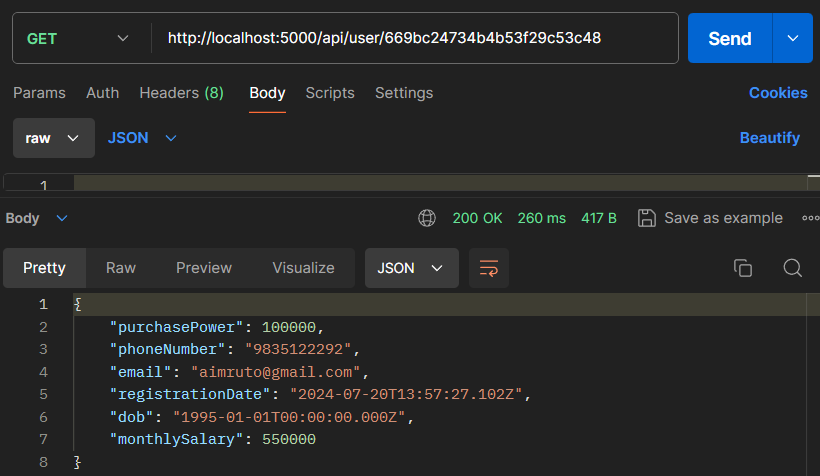 GET http://localhost:5000/api/user/669bc24734b4b53f29c53c48 Send
Params Auth Headers (8) Body Scripts Settings Cookies
raw JSON Beautify
1
Body 200 OK 260 ms 417 B Save as example
Pretty Raw Preview Visualize JSON
1 {
2 "purchasePower": 100000,
3 "phoneNumber": "9835122292",
4 "email": "aimruto@gmail.com",
5 "registrationDate": "2024-07-20T13:57:27.102Z",
6 "dob": "1995-01-01T00:00:00.000Z",
7 "monthlySalary": 550000
8 }